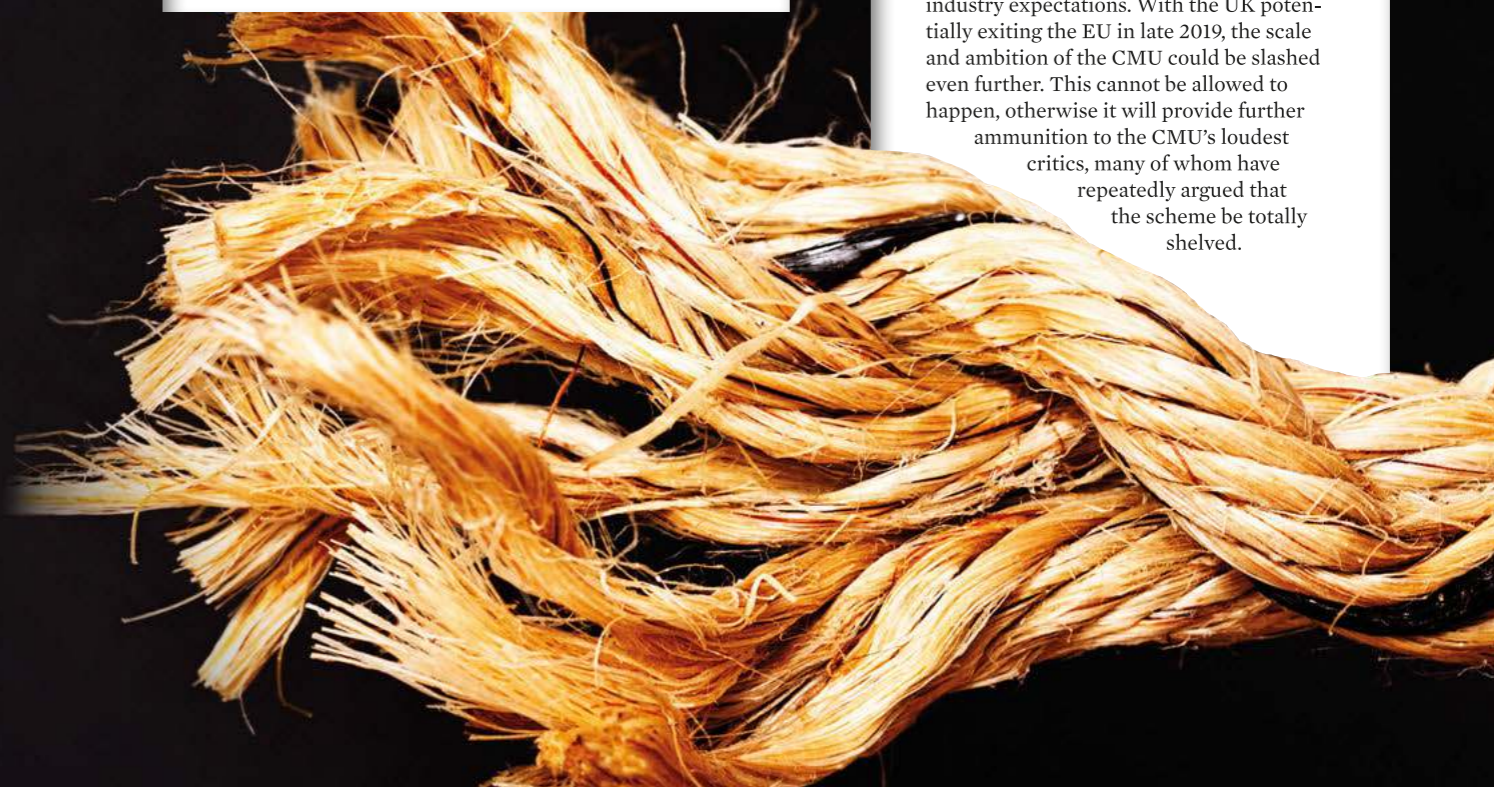 industry expectations. With the UK poten-
tially exiting the EU in late 2019, the scale
and ambition of the CMU could be slashed
even further. This cannot be allowed to
happen, otherwise it will provide further
ammunition to the CMU’s loudest
critics, many of whom have
repeatedly argued that
the scheme be totally
shelved.